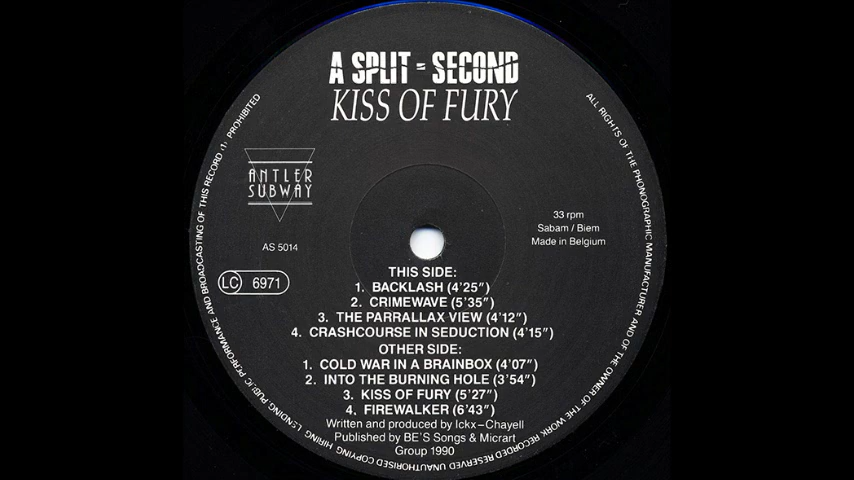 A SPLIT = SECOND
KISS OF FURY
ANTLER
SUBWAY
AS 5014
LC 6971
33 rpm
Sabam / Biem
Made in Belgium
THIS SIDE:
1. BACKLASH (4'25")
2. CRIMEWAVE (5'35")
3. THE PARRALLAX VIEW (4'12")
4. CRASHCOURSE IN SEDUCTION (4'15")
OTHER SIDE:
1. COLD WAR IN A BRAINBOX (4'07")
2. INTO THE BURNING HOLE (3'54")
3. KISS OF FURY (5'27")
4. FIREWALKER (6'43")
Written and produced by Ickx–Chayell
Published by BE'S Songs & Micrart
Group 1990
ALL RIGHTS OF THE PHONOGRAPHIC MANUFACTURER AND OF THE OWNER OF THE WORK RECORDED RESERVED UNAUTHORISED COPYING HIRING LENDING PUBLIC PERFORMANCE AND BROADCASTING OF THIS RECORD (1) PROHIBITED